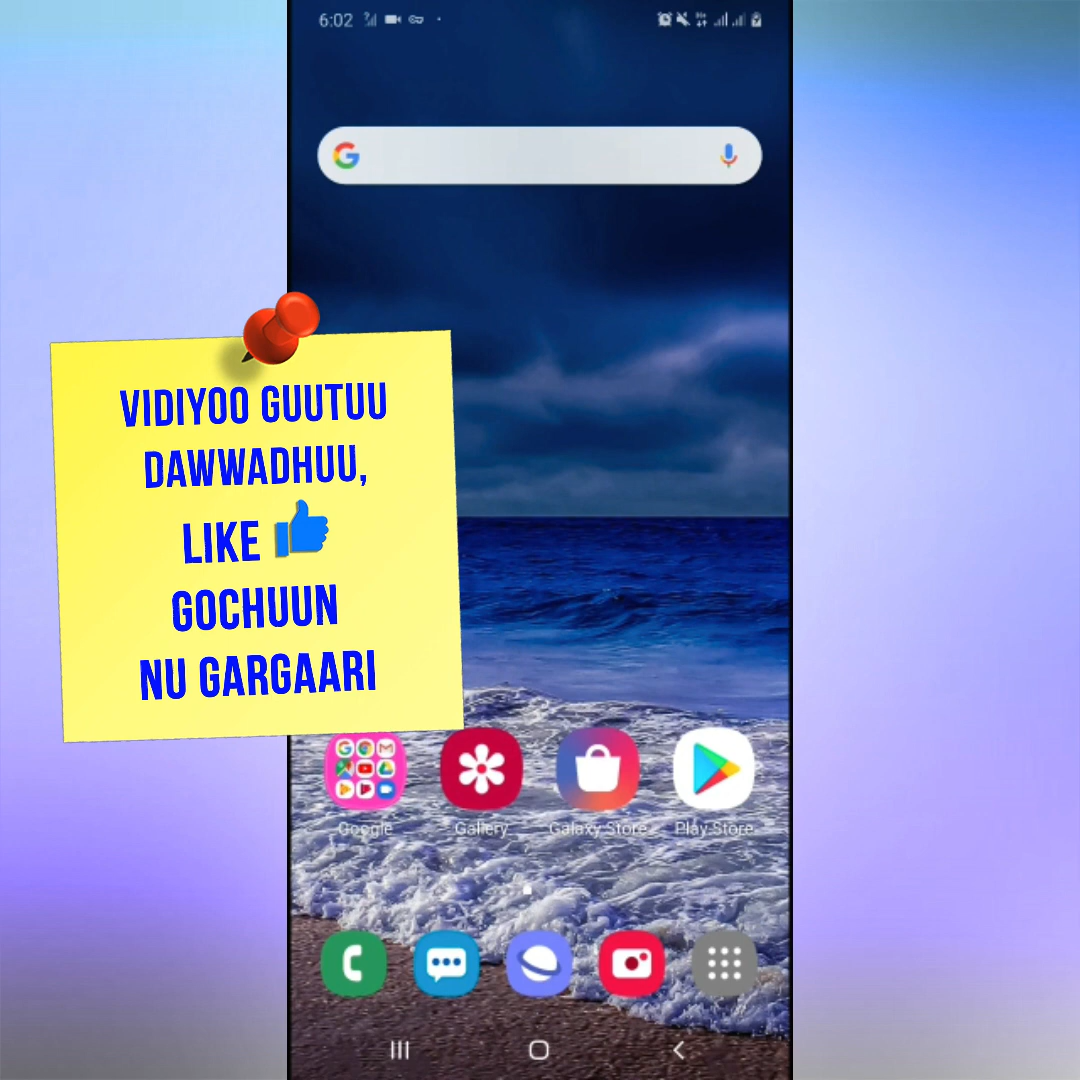 6:02
VIDIYOO GUUTUU
DAWWADHUU,
LIKE
GOCHUUN
NU GARGAARI
Google
Gallery
Galaxy Store
Play Store